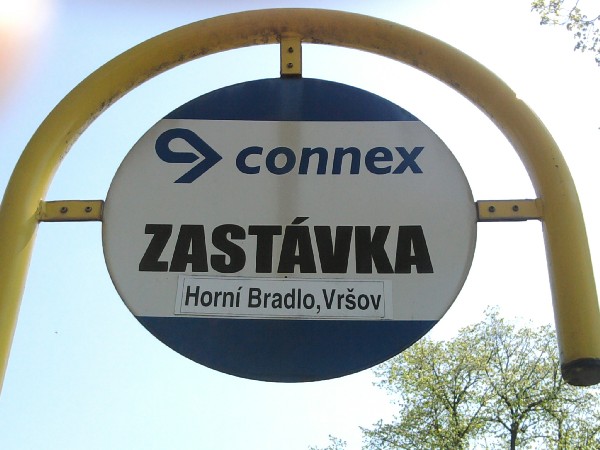 connex
ZASTÁVKA
Horní Bradlo,Vršov